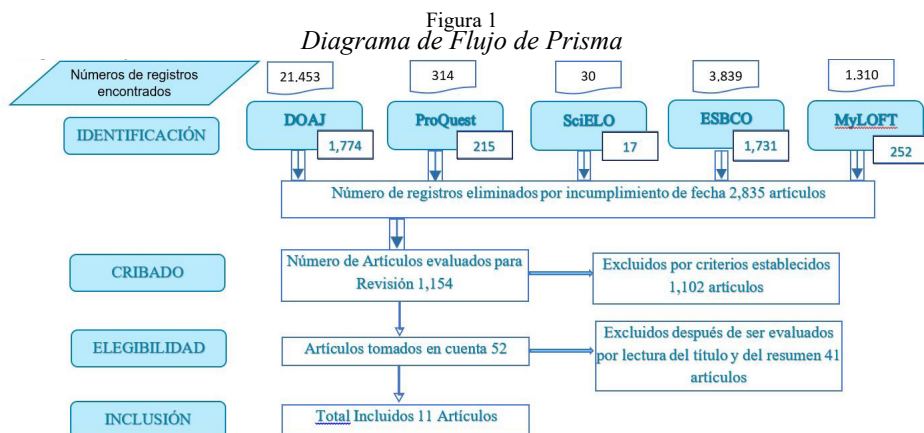 Figura 1
Diagrama de Flujo de Prisma
Números de registros
encontrados
21.453
314
30
3,839
1,310
IDENTIFICACIÓN
DOAJ
ProQuest
SciELO
ESBCO
MyLOFT
1,774
215
17
1,731
252
Número de registros eliminados por incumplimiento de fecha 2,835 artículos
CRIBADO
Número de Artículos evaluados para
Revisión 1,154
Excluidos por criterios establecidos
1,102 artículos
ELEGIBILIDAD
Artículos tomados en cuenta 52
Excluidos después de ser evaluados
por lectura del título y del resumen 41
artículos
INCLUSIÓN
Total Incluidos 11 Artículos